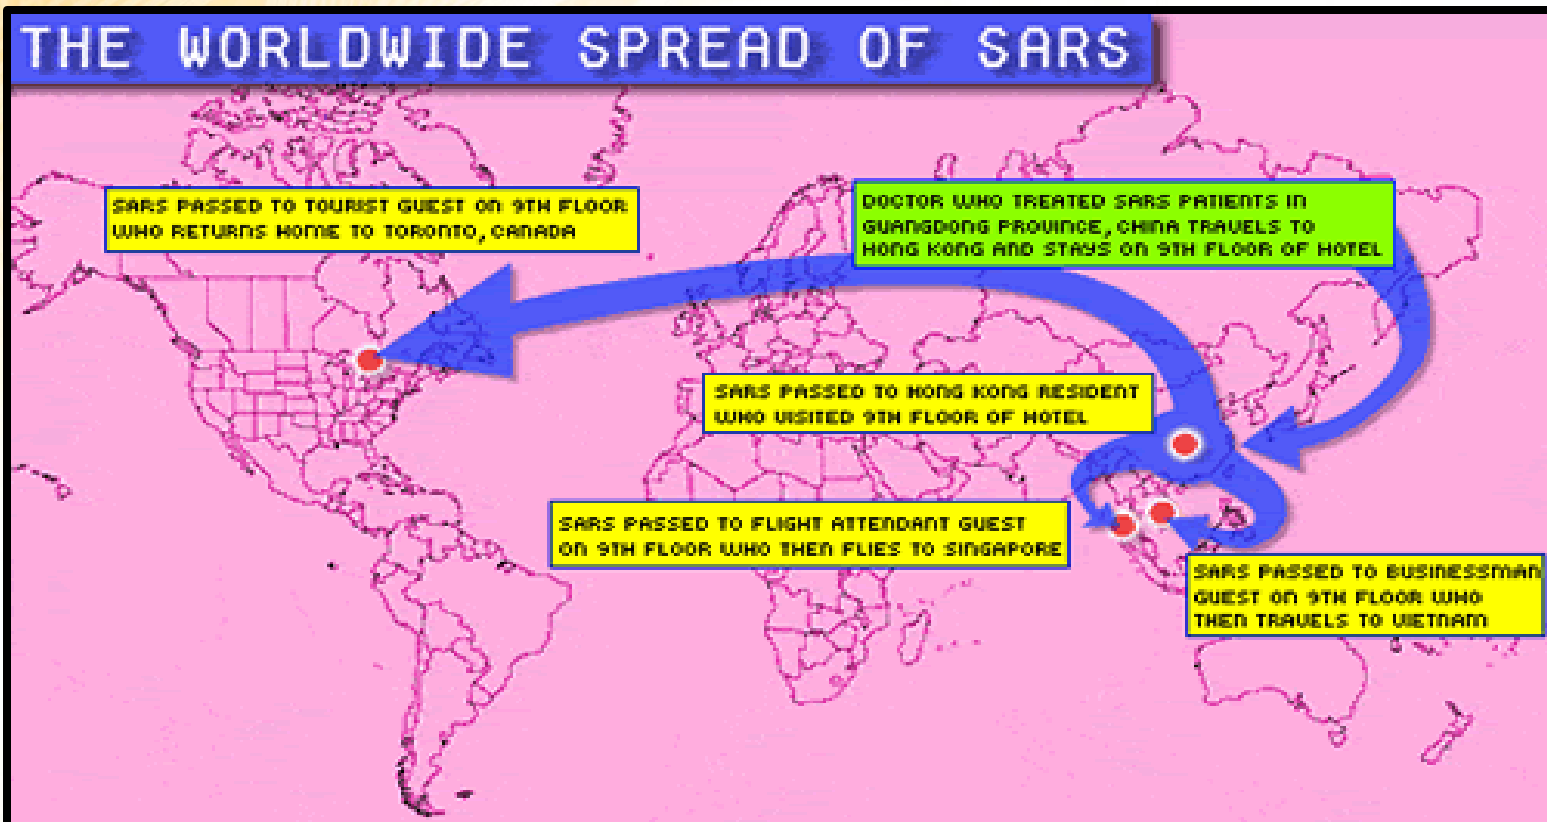 THE WORLDWIDE SPREAD OF SARS
SARS PASSED TO TOURIST GUEST ON 9TH FLOOR
WHO RETURNS HOME TO TORONTO, CANADA
DOCTOR WHO TREATED SARS PATIENTS IN
GUANGDONG PROVINCE, CHINA TRAVELS TO
HONG KONG AND STAYS ON 9TH FLOOR OF HOTEL
SARS PASSED TO HONG KONG RESIDENT
WHO VISITED 9TH FLOOR OF HOTEL
SARS PASSED TO FLIGHT ATTENDANT GUEST
ON 9TH FLOOR WHO THEN FLIES TO SINGAPORE
SARS PASSED TO BUSINESSMAN
GUEST ON 9TH FLOOR WHO
THEN TRAVELS TO VIETNAM